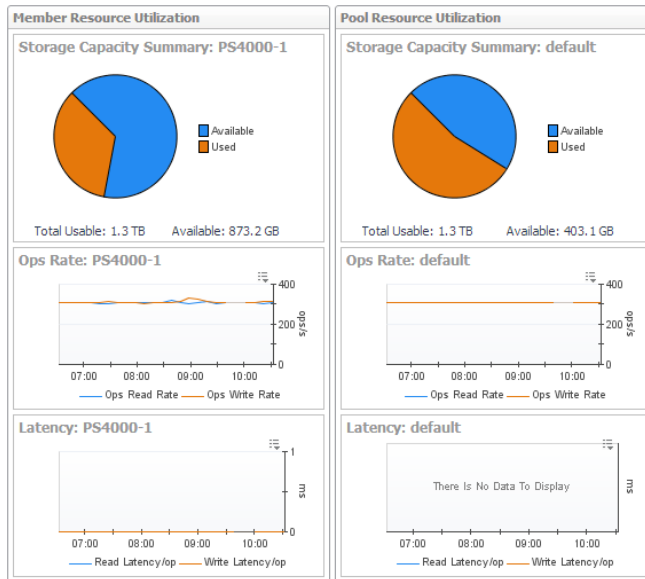 Member Resource Utilization
Storage Capacity Summary: PS4000-1
Available
Used
Total Usable: 1.3 TB Available: 873.2 GB
Ops Rate: PS4000-1
400
200
0
ops/s
07:00 08:00 09:00 10:00
Ops Read Rate Ops Write Rate
Latency: PS4000-1
1
0
ms
07:00 08:00 09:00 10:00
Read Latency/op Write Latency/op
Pool Resource Utilization
Storage Capacity Summary: default
Available
Used
Total Usable: 1.3 TB Available: 403.1 GB
Ops Rate: default
400
200
0
ops/s
07:00 08:00 09:00 10:00
Ops Read Rate Ops Write Rate
Latency: default
There Is No Data To Display
ms
07:00 08:00 09:00 10:00
Read Latency/op Write Latency/op